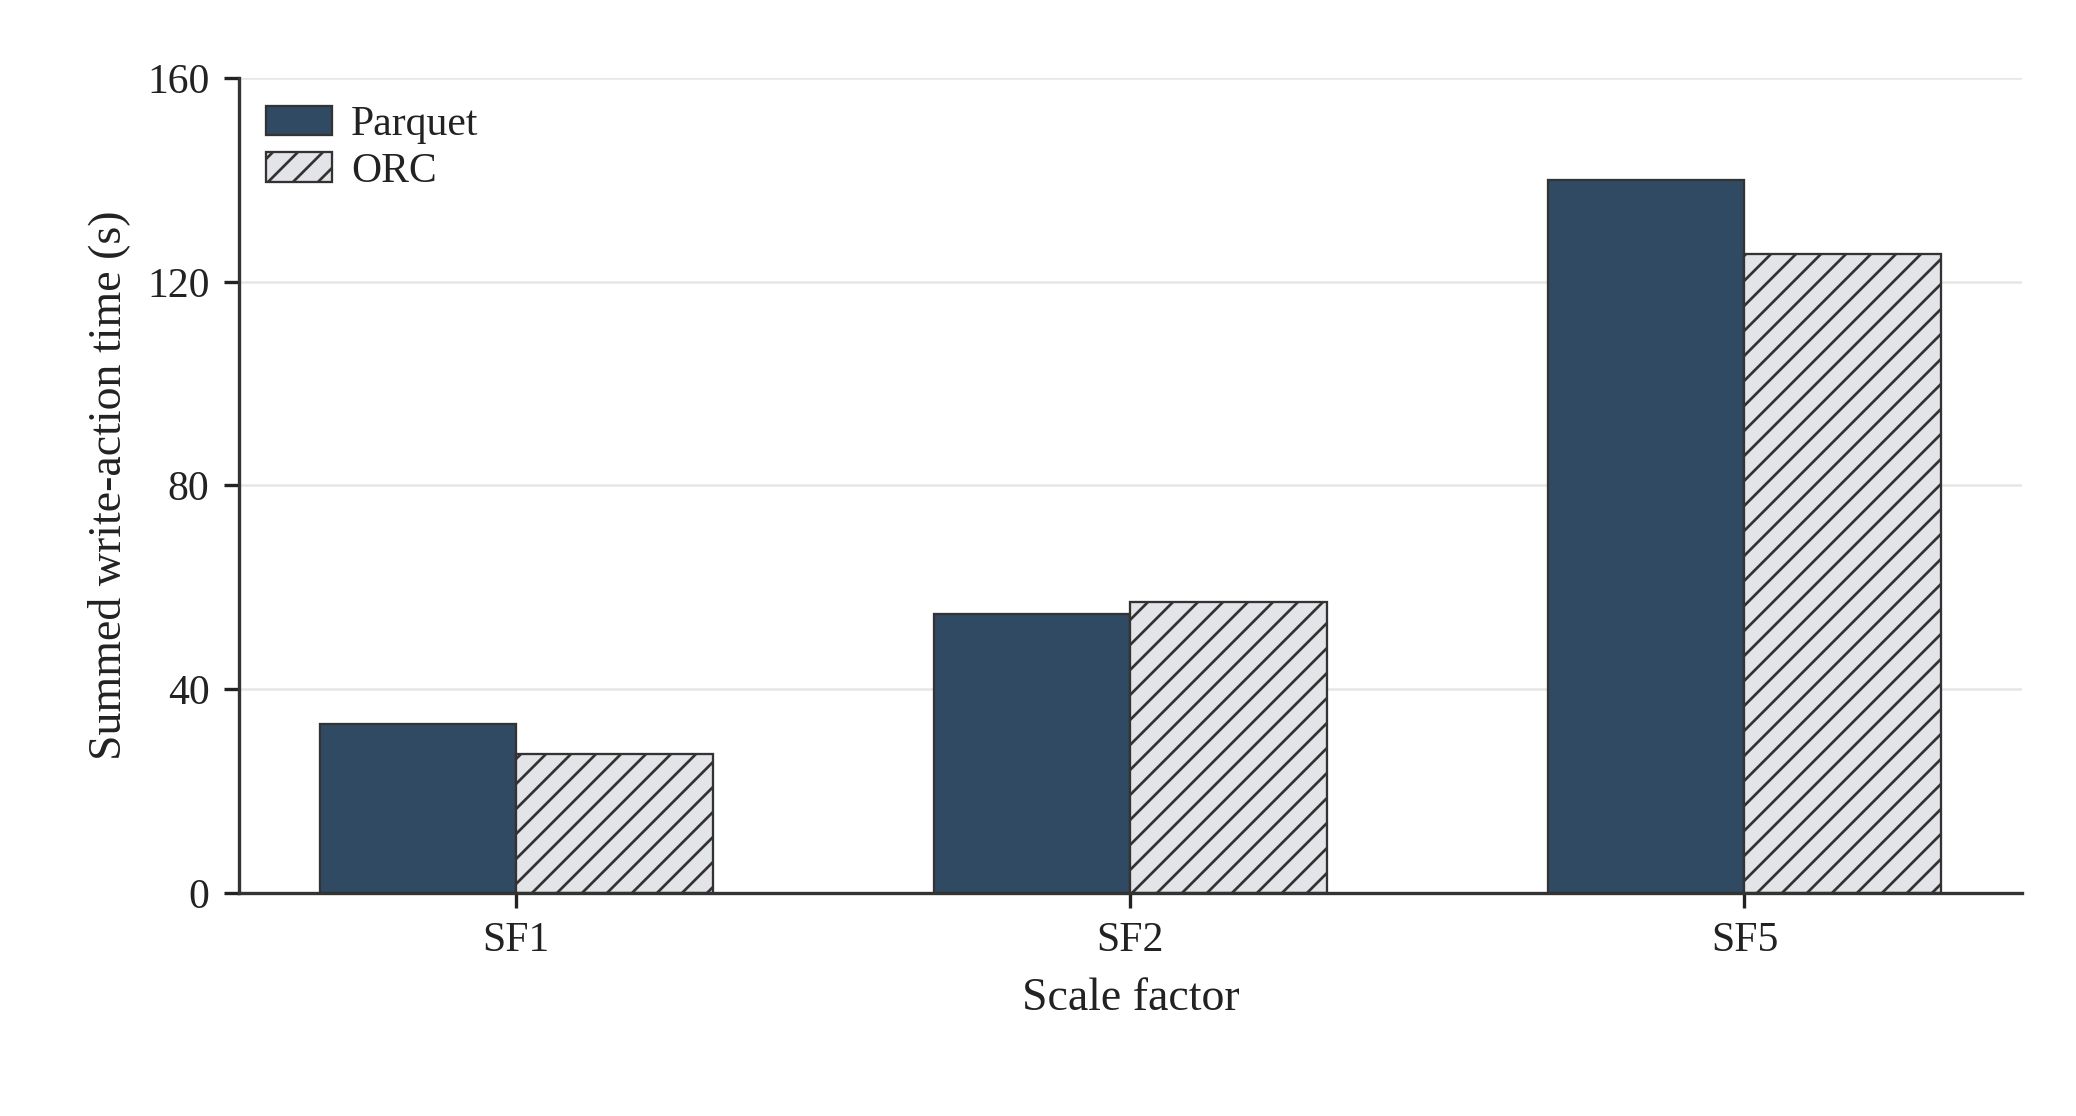 160
Parquet
ORC
120
80
40
0
Summed write-action time (s)
SF1
SF2
SF5
Scale factor